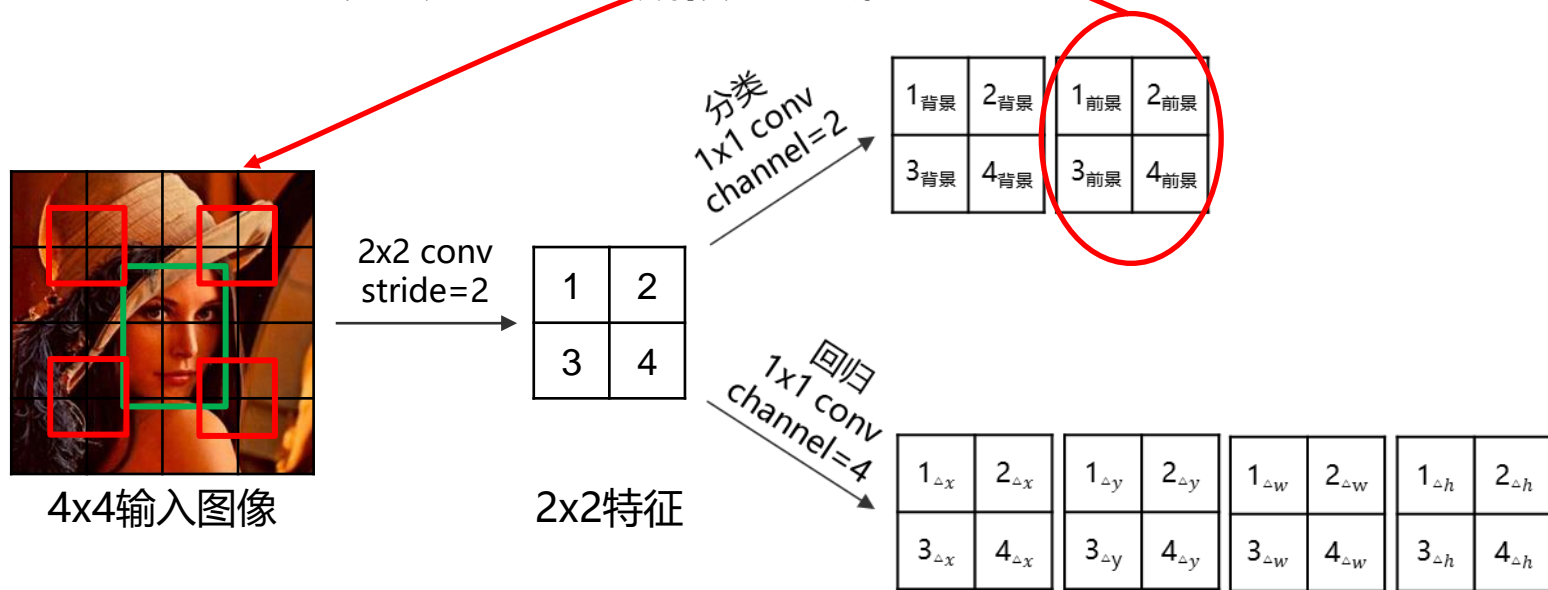 分类
1x1 conv
channel=2
1背景 2背景 1前景 2前景
3背景 4背景 3前景 4前景
2x2 conv
stride=2
1 2
3 4
4x4输入图像
2x2特征
回归
1x1 conv
channel=4
1△x 2△x 1△y 2△y 1△w 2△w 1△h 2△h
3△x 4△x 3△y 4△y 3△w 4△w 3△h 4△h